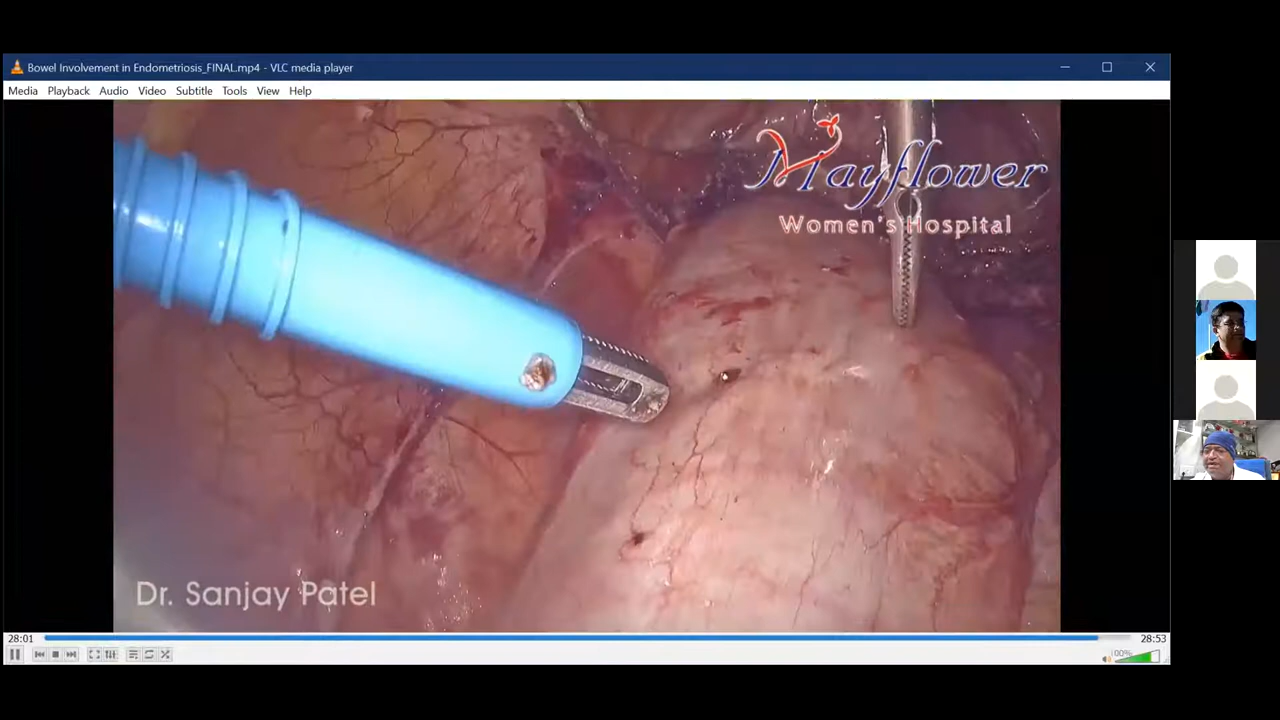 Bowel Involvement in Endometriosis_FINAL.mp4 - VLC media player
Media Playback Audio Video Subtitle Tools View Help
Mayflower
Women's Hospital
Dr. Sanjay Patel
28:01
28:53
100%